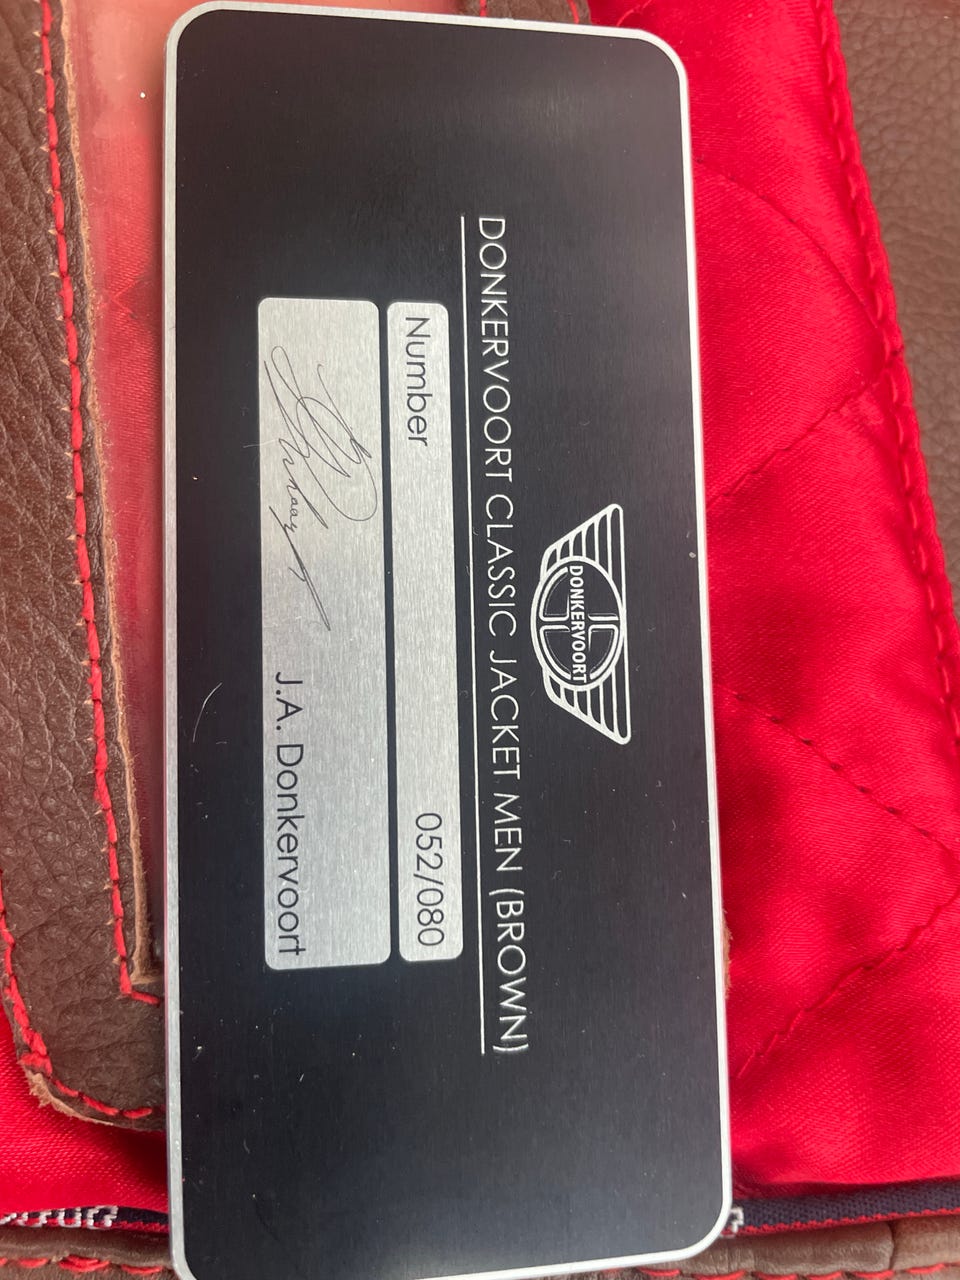 DONKERVOORT
DONKERVOORT CLASSIC JACKET MEN (BROWN)
Number 052/080
J.A. Donkervoort